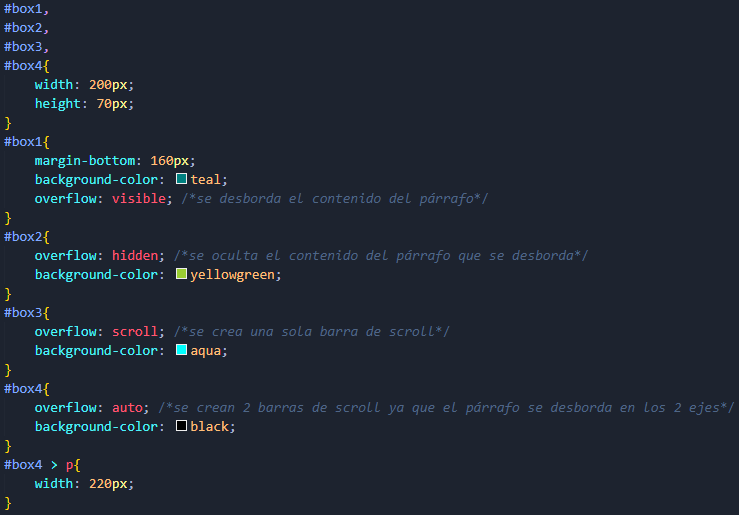 #box1,
#box2,
#box3,
#box4{
    width: 200px;
    height: 70px;
}
#box1{
    margin-bottom: 160px;
    background-color: teal;
    overflow: visible; /*se desborda el contenido del párrafo*/
}
#box2{
    overflow: hidden; /*se oculta el contenido del párrafo que se desborda*/
    background-color: yellowgreen;
}
#box3{
    overflow: scroll; /*se crea una sola barra de scroll*/
    background-color: aqua;
}
#box4{
    overflow: auto; /*se crean 2 barras de scroll ya que el párrafo se desborda en los 2 ejes*/
    background-color: black;
}
#box4 > p{
    width: 220px;
}